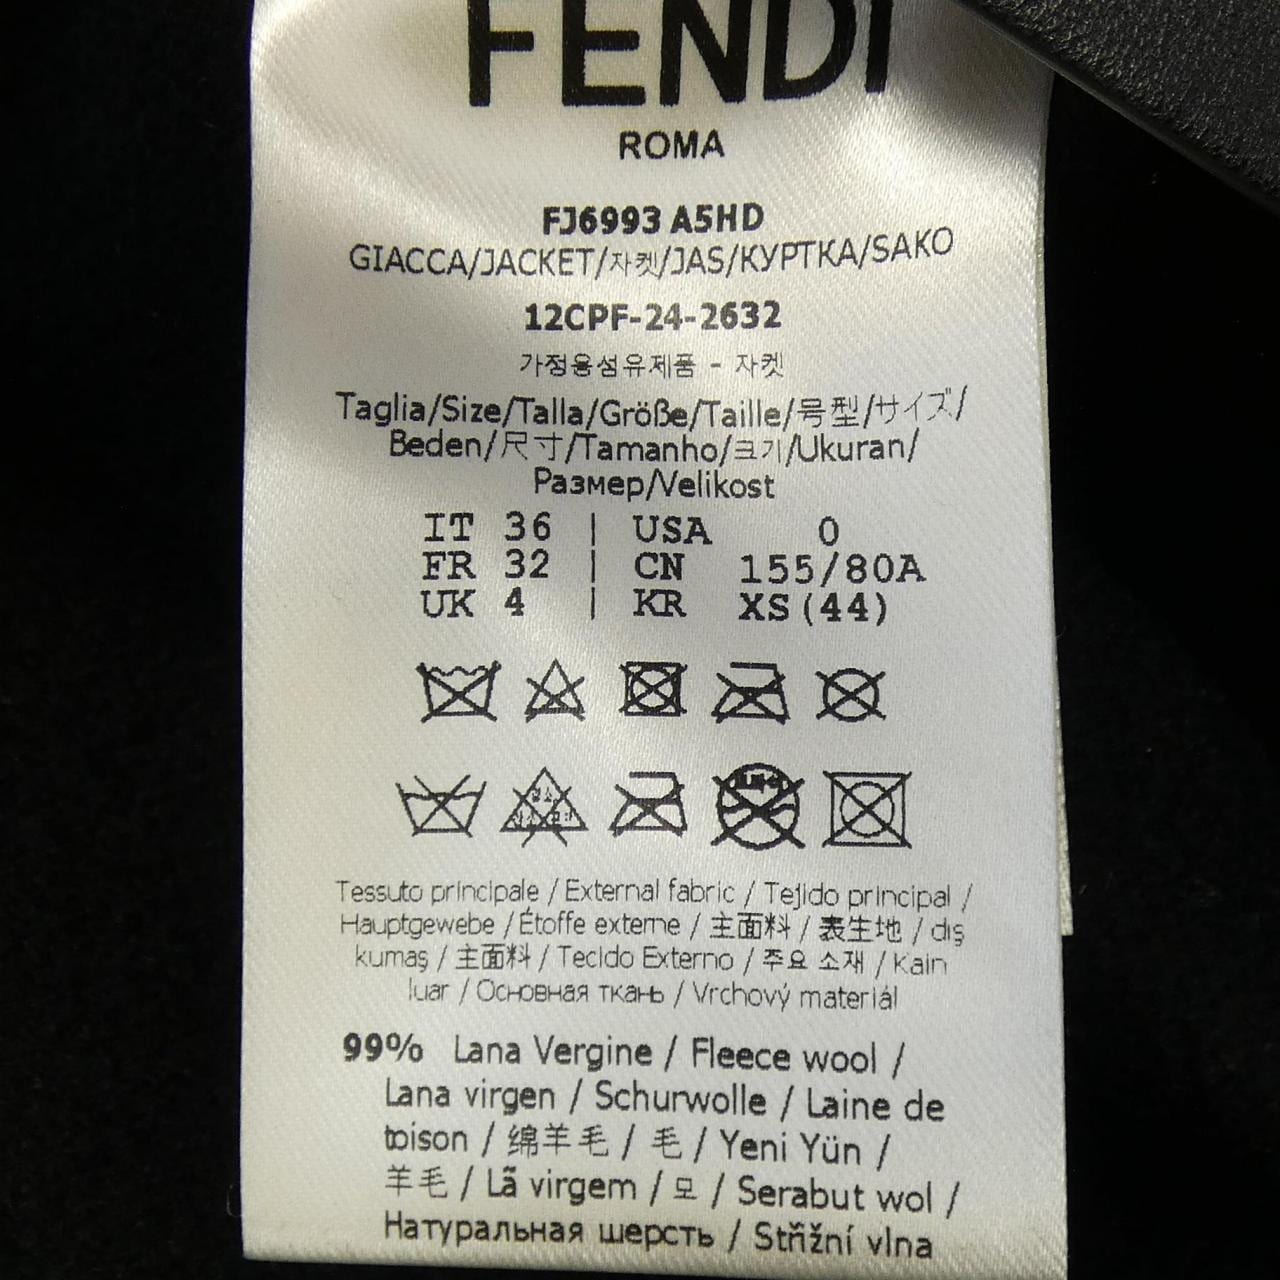 FENDI
ROMA
FJ6993 A5HD
GIACCA/JACKET/자켓/JAS/КУРТКА/SAKO
12CPF-24-2632
가정용섬유제품 - 자켓
Taglia/Size/Talla/Größe/Taille/号型/サイズ/
Beden/尺寸/Tamanho/크기/Ukuran/
Размер/Velikost
IT 36 | USA 0
FR 32 | CN 155/80A
UK 4 | KR XS(44)
Tessuto principale / External fabric / Tejido principal /
Hauptgewebe / Étoffe externe / 主面料 / 表生地 / dış
kumaş / 主面料 / Tecido Externo / 주요 소재 / Kain
luar / Основная ткань / Vrchový materiál
99% Lana Vergine / Fleece wool /
Lana virgen / Schurwolle / Laine de
toison / 绵羊毛 / 毛 / Yeni Yün /
羊毛 / Lã virgem / 모 / Serabut wol /
Натуральная шерсть / Střižní vlna